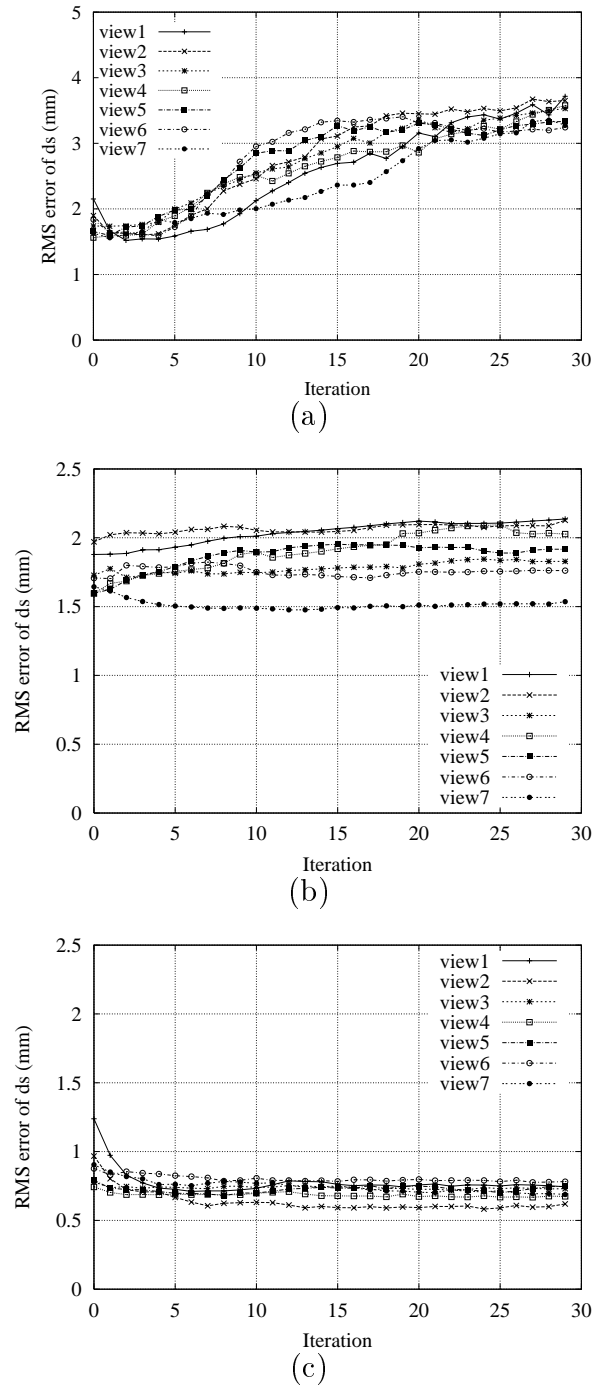 5
4
3
2
1
0
RMS error of ds (mm)
view1
view2
view3
view4
view5
view6
view7
0 5 10 15 20 25 30
Iteration
(a)
2.5
2
1.5
1
0.5
0
RMS error of ds (mm)
view1
view2
view3
view4
view5
view6
view7
0 5 10 15 20 25 30
Iteration
(b)
2.5
2
1.5
1
0.5
0
RMS error of ds (mm)
view1
view2
view3
view4
view5
view6
view7
0 5 10 15 20 25 30
Iteration
(c)